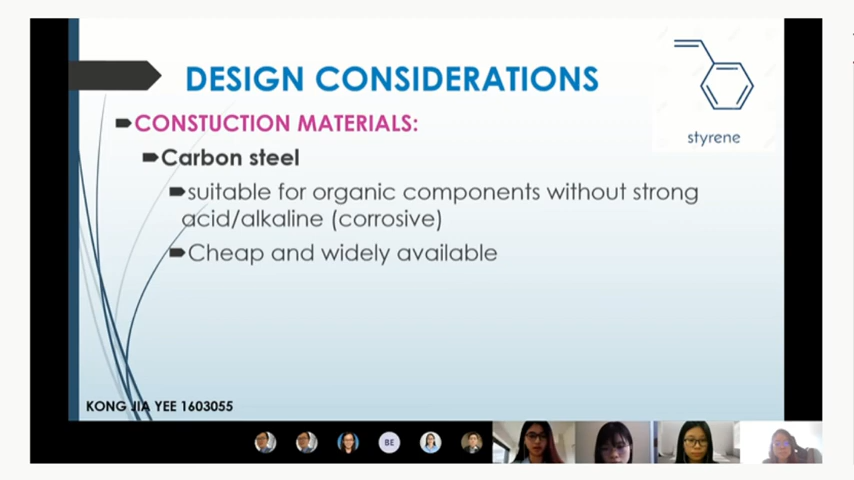 DESIGN CONSIDERATIONS
styrene
CONSTUCTION MATERIALS:
Carbon steel
suitable for organic components without strong
acid/alkaline (corrosive)
Cheap and widely available
KONG JIA YEE 1603055
BE